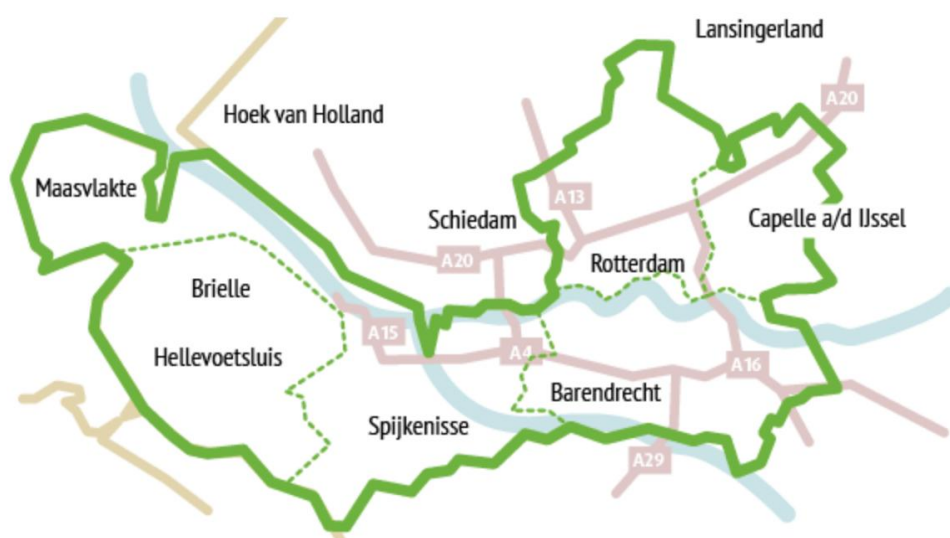 Lansingerland
A20
Hoek van Holland
Maasvlakte
A13
Schiedam
Capelle a/d IJssel
A20
Rotterdam
Brielle
A15
Hellevoetsluis
A4
A16
Barendrecht
Spijkenisse
A29